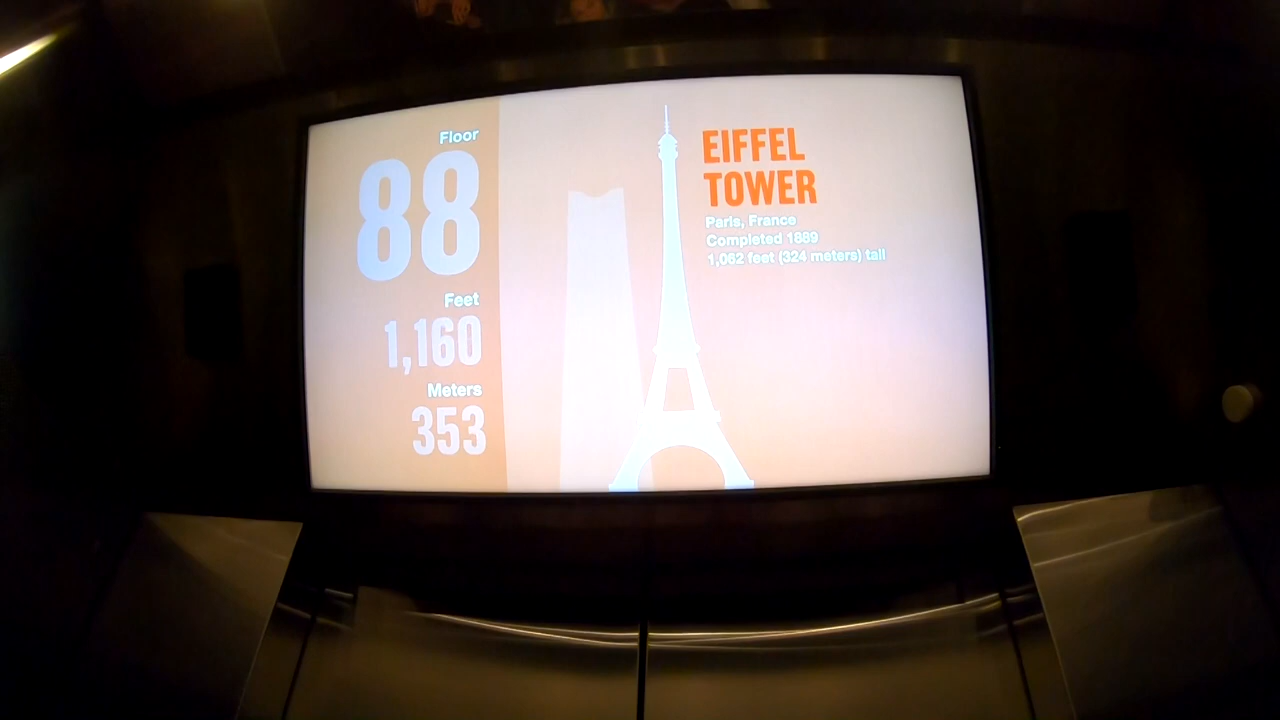 Floor
88
Feet
1,160
Meters
353
EIFFEL
TOWER
Paris, France
Completed 1889
1,062 feet (324 meters) tall